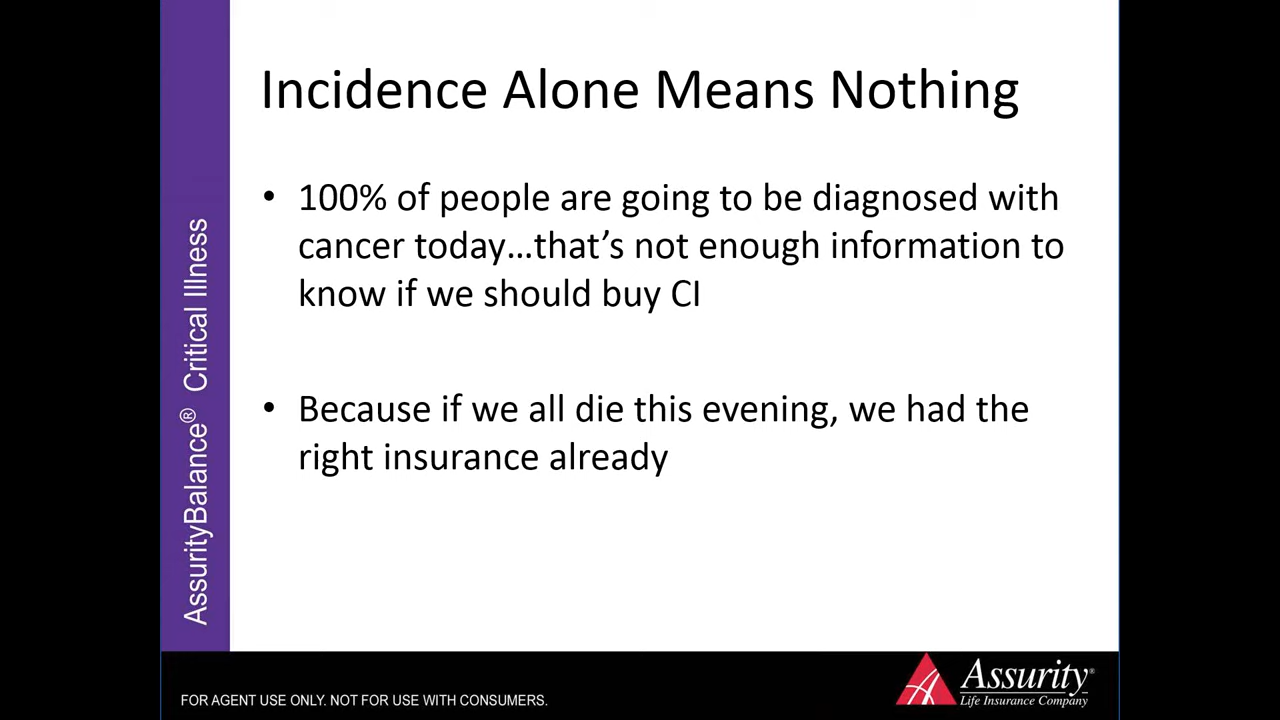 Incidence Alone Means Nothing
• 100% of people are going to be diagnosed with
cancer today…that’s not enough information to
know if we should buy CI
• Because if we all die this evening, we had the
right insurance already
AssurityBalance® Critical Illness
FOR AGENT USE ONLY. NOT FOR USE WITH CONSUMERS.
Assurity®
Life Insurance Company